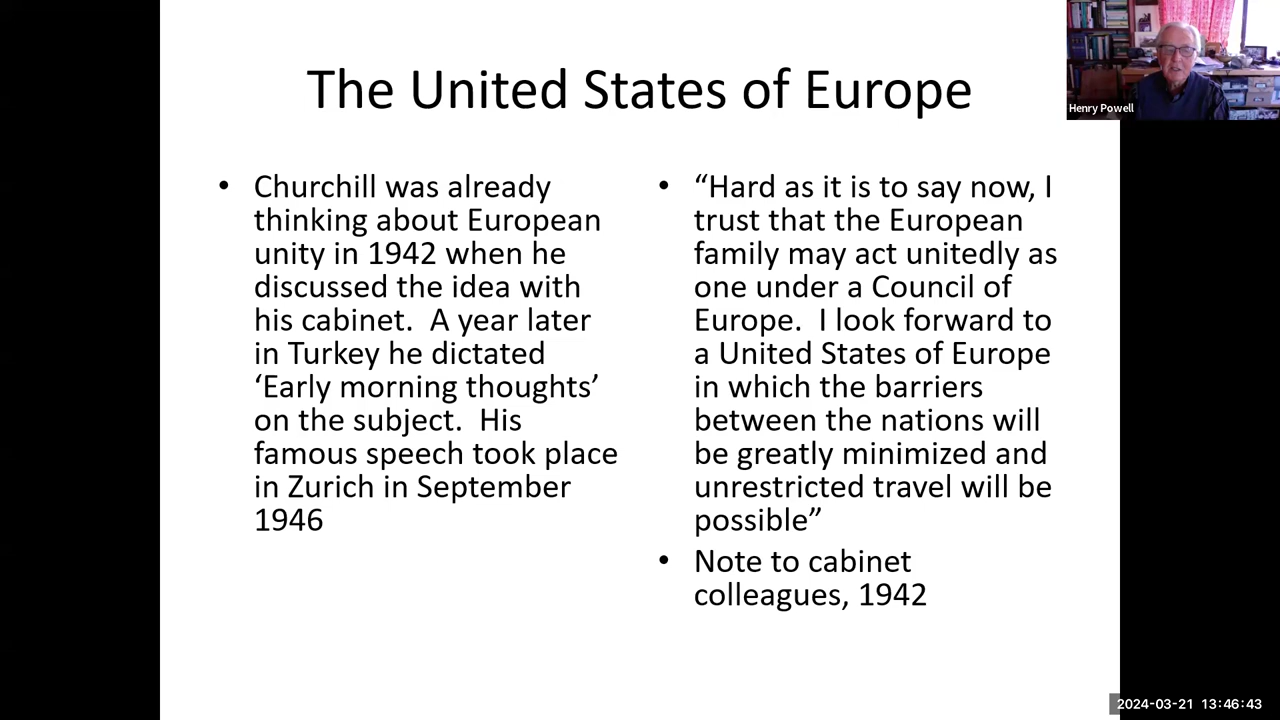 The United States of Europe
Henry Powell
• Churchill was already
thinking about European
unity in 1942 when he
discussed the idea with
his cabinet.  A year later
in Turkey he dictated
‘Early morning thoughts’
on the subject.  His
famous speech took place
in Zurich in September
1946
• “Hard as it is to say now, I
trust that the European
family may act unitedly as
one under a Council of
Europe.  I look forward to
a United States of Europe
in which the barriers
between the nations will
be greatly minimized and
unrestricted travel will be
possible”
• Note to cabinet
colleagues, 1942
2024-03-21 13:46:43